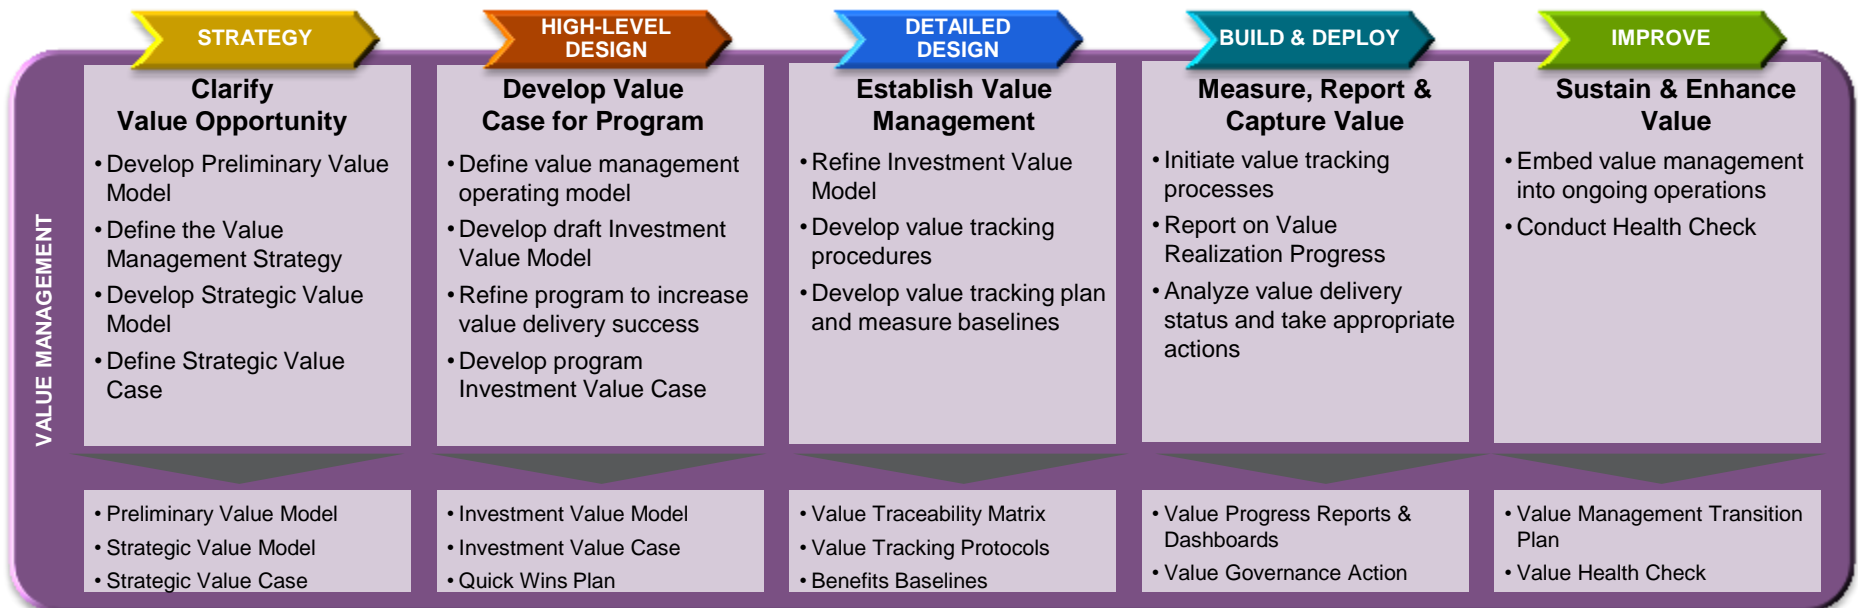 STRATEGY
HIGH-LEVEL
DESIGN
DETAILED
DESIGN
BUILD & DEPLOY
IMPROVE
VALUE MANAGEMENT
Clarify
Value Opportunity
• Develop Preliminary Value
Model
• Define the Value
Management Strategy
• Develop Strategic Value
Model
• Define Strategic Value
Case
Develop Value
Case for Program
• Define value management
operating model
• Develop draft Investment
Value Model
• Refine program to increase
value delivery success
• Develop program
Investment Value Case
Establish Value
Management
• Refine Investment Value
Model
• Develop value tracking
procedures
• Develop value tracking plan
and measure baselines
Measure, Report &
Capture Value
• Initiate value tracking
processes
• Report on Value
Realization Progress
• Analyze value delivery
status and take appropriate
actions
Sustain & Enhance
Value
• Embed value management
into ongoing operations
• Conduct Health Check
• Preliminary Value Model
• Strategic Value Model
• Strategic Value Case
• Investment Value Model
• Investment Value Case
• Quick Wins Plan
• Value Traceability Matrix
• Value Tracking Protocols
• Benefits Baselines
• Value Progress Reports &
Dashboards
• Value Governance Action
• Value Management Transition
Plan
• Value Health Check